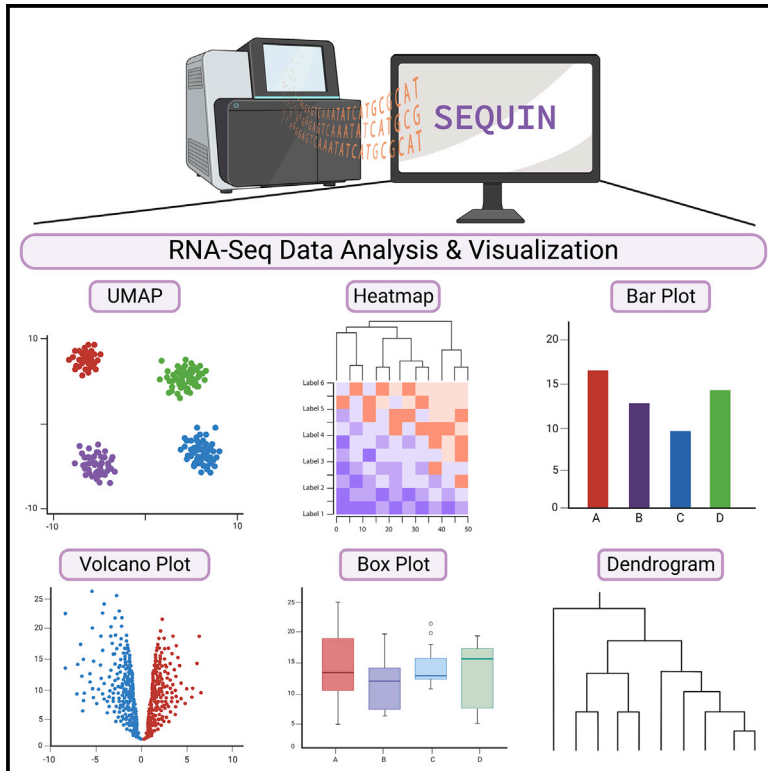 SEQUIN
RNA-Seq Data Analysis & Visualization
UMAP
10
-10
-10
10
Heatmap
Label 6
Label 5
Label 4
Label 3
Label 2
Label 1
0
5
10
20
30
40
45
50
Bar Plot
20
15
10
5
0
A
B
C
D
Volcano Plot
25
20
15
10
5
0
-10
-5
0
5
10
Box Plot
25
20
15
10
5
0
A
B
C
D
Dendrogram